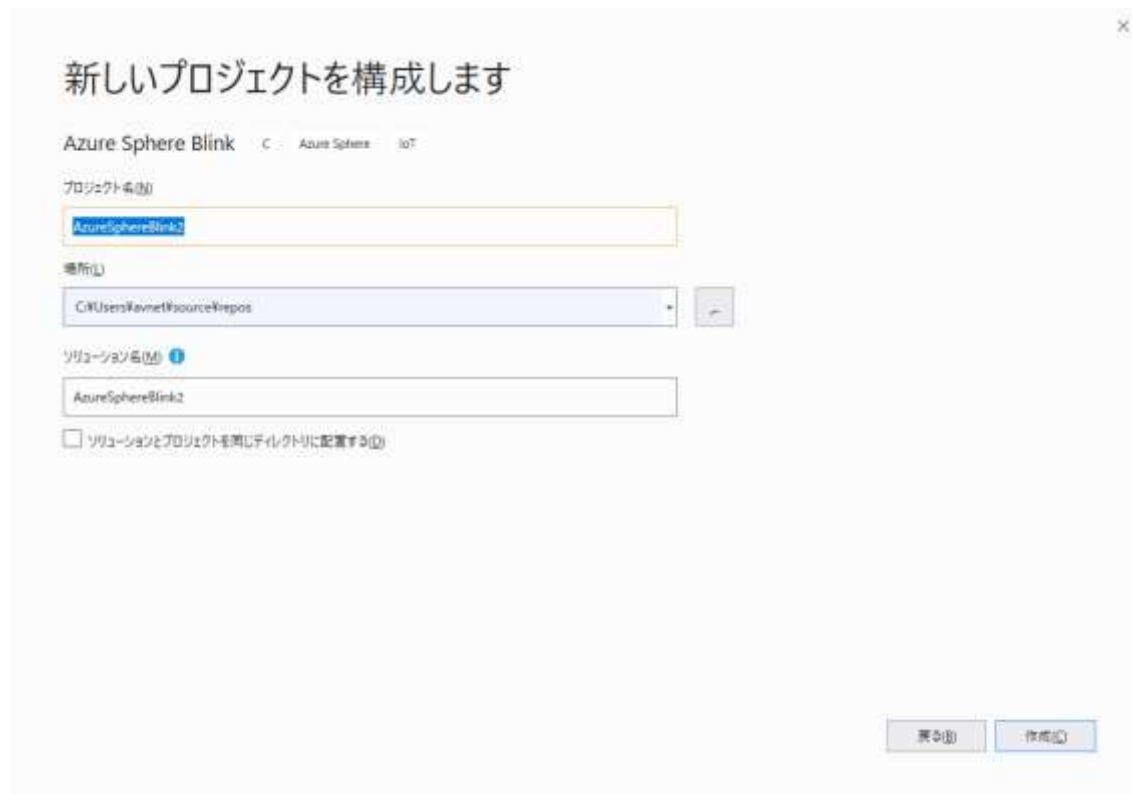 新しいプロジェクトを構成します
Azure Sphere Blink C Azure Sphere IoT
プロジェクト名(N)
AzureSphereBlink2
場所(L)
C:¥Users¥avnet¥source¥repos
ソリューション名(M)
AzureSphereBlink2
ソリューションとプロジェクトを同じディレクトリに配置する(D)
戻る(B) 作成(C)